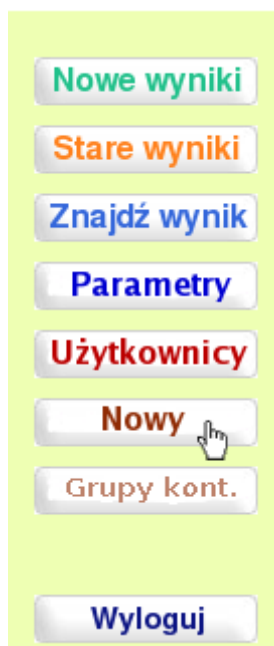 Nowe wyniki
Stare wyniki
Znajdź wynik
Parametry
Użytkownicy
Nowy
Grupy kont.
Wyloguj